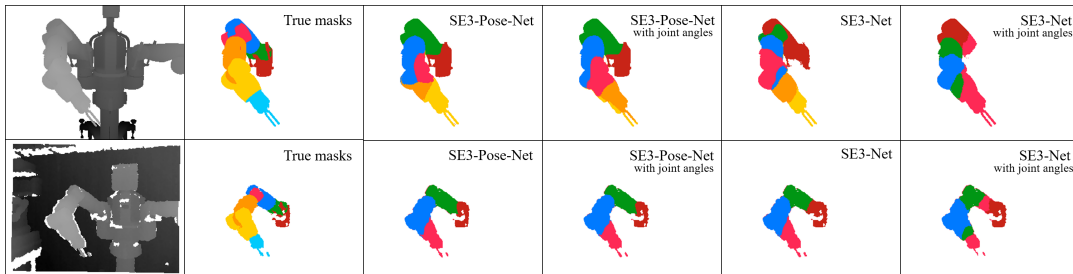 True masks
SE3-Pose-Net
SE3-Pose-Net
with joint angles
SE3-Net
SE3-Net
with joint angles
True masks
SE3-Pose-Net
SE3-Pose-Net
with joint angles
SE3-Net
SE3-Net
with joint angles